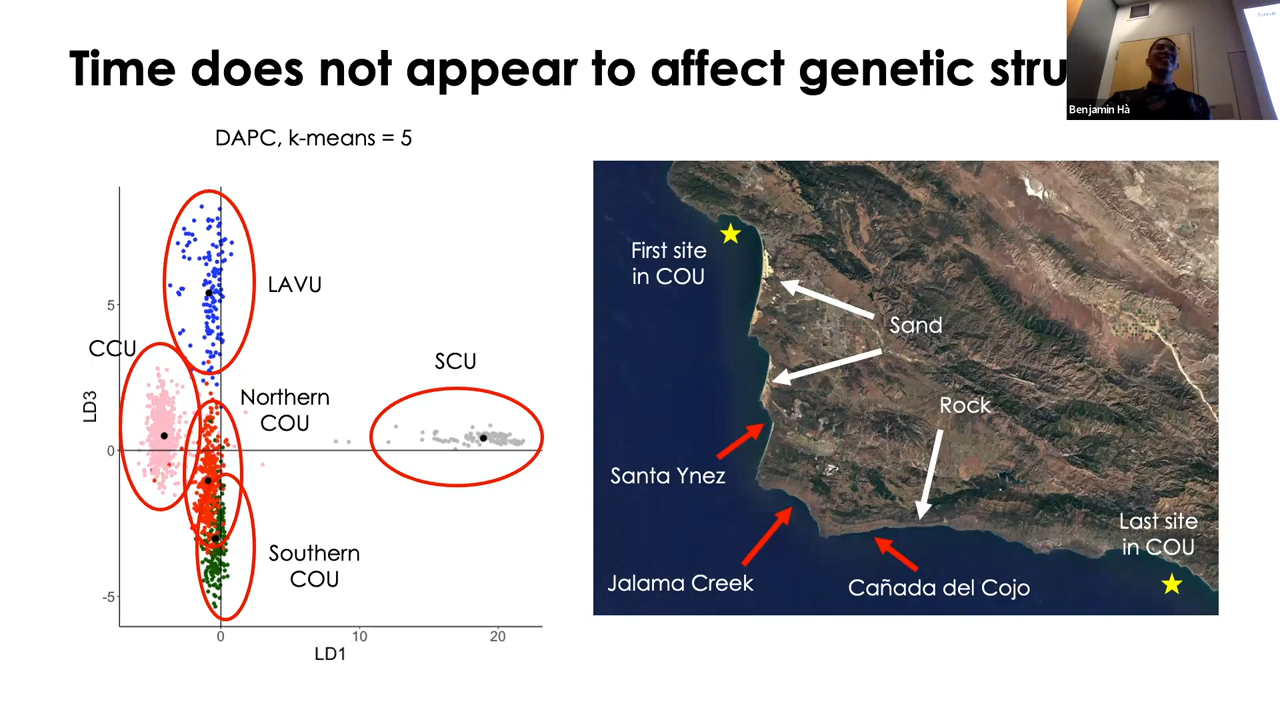 Time does not appear to affect genetic stru
Benjamin Hà
DAPC, k-means = 5
LAVU
CCU
SCU
Northern
COU
Southern
COU
LD3
5
0
-5
0
10
20
LD1
First site
in COU
Sand
Rock
Santa Ynez
Last site
in COU
Jalama Creek
Cañada del Cojo